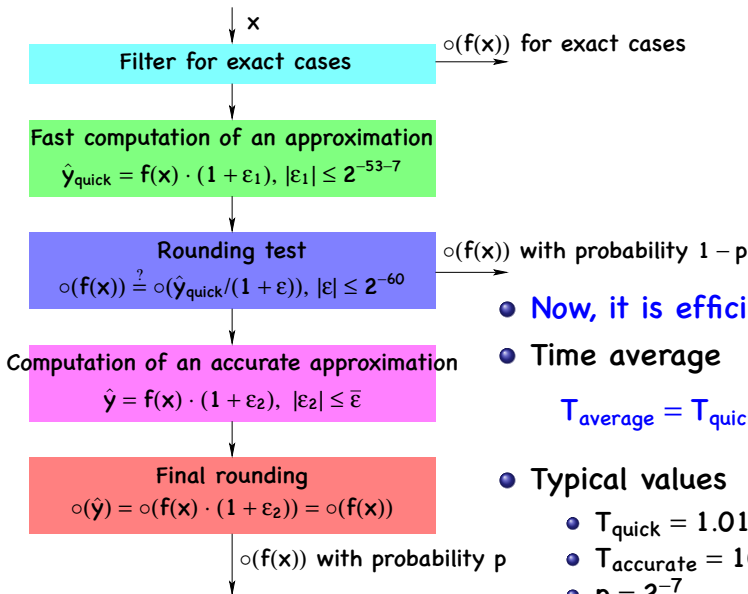 x
Filter for exact cases
∘(f(x)) for exact cases
Fast computation of an approximation
ŷquick = f(x) · (1 + ε₁), |ε₁| ≤ 2⁻⁵³⁻⁷
Rounding test
∘(f(x)) ≟ ∘(ŷquick/(1 + ε)), |ε| ≤ 2⁻⁶⁰
∘(f(x)) with probability 1 − p
Computation of an accurate approximation
ŷ = f(x) · (1 + ε₂), |ε₂| ≤ ε̅
Final rounding
∘(ŷ) = ∘(f(x) · (1 + ε₂)) = ∘(f(x))
∘(f(x)) with probability p
Now, it is effici
Time average
Taverage = Tquic
Typical values
Tquick = 1.01
Taccurate = 1
p = 2⁻⁷